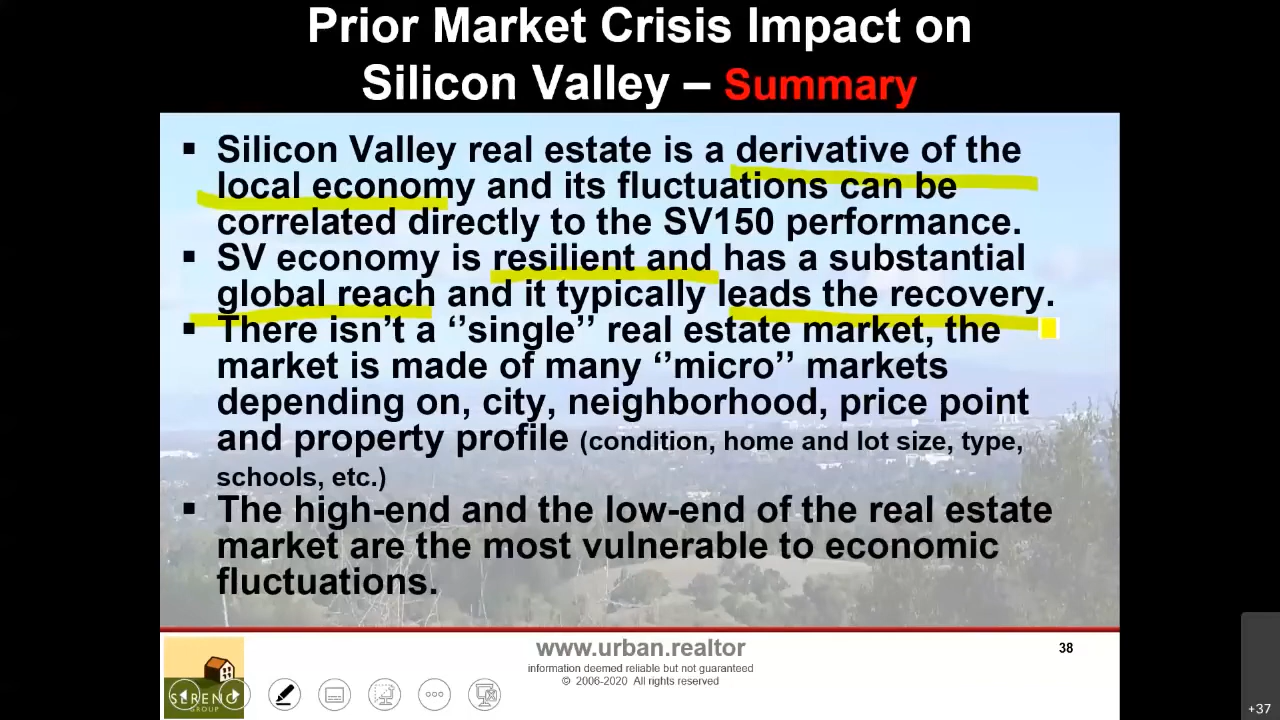 Prior Market Crisis Impact on
Silicon Valley – Summary
▪ Silicon Valley real estate is a derivative of the
local economy and its fluctuations can be
correlated directly to the SV150 performance.
▪ SV economy is resilient and has a substantial
global reach and it typically leads the recovery.
▪ There isn’t a ‘’single’’ real estate market, the
market is made of many ‘’micro’’ markets
depending on, city, neighborhood, price point
and property profile (condition, home and lot size, type,
schools, etc.)
▪ The high-end and the low-end of the real estate
market are the most vulnerable to economic
fluctuations.
www.urban.realtor
information deemed reliable but not guaranteed
© 2006-2020 All rights reserved
38
SERENO
GROUP
+37